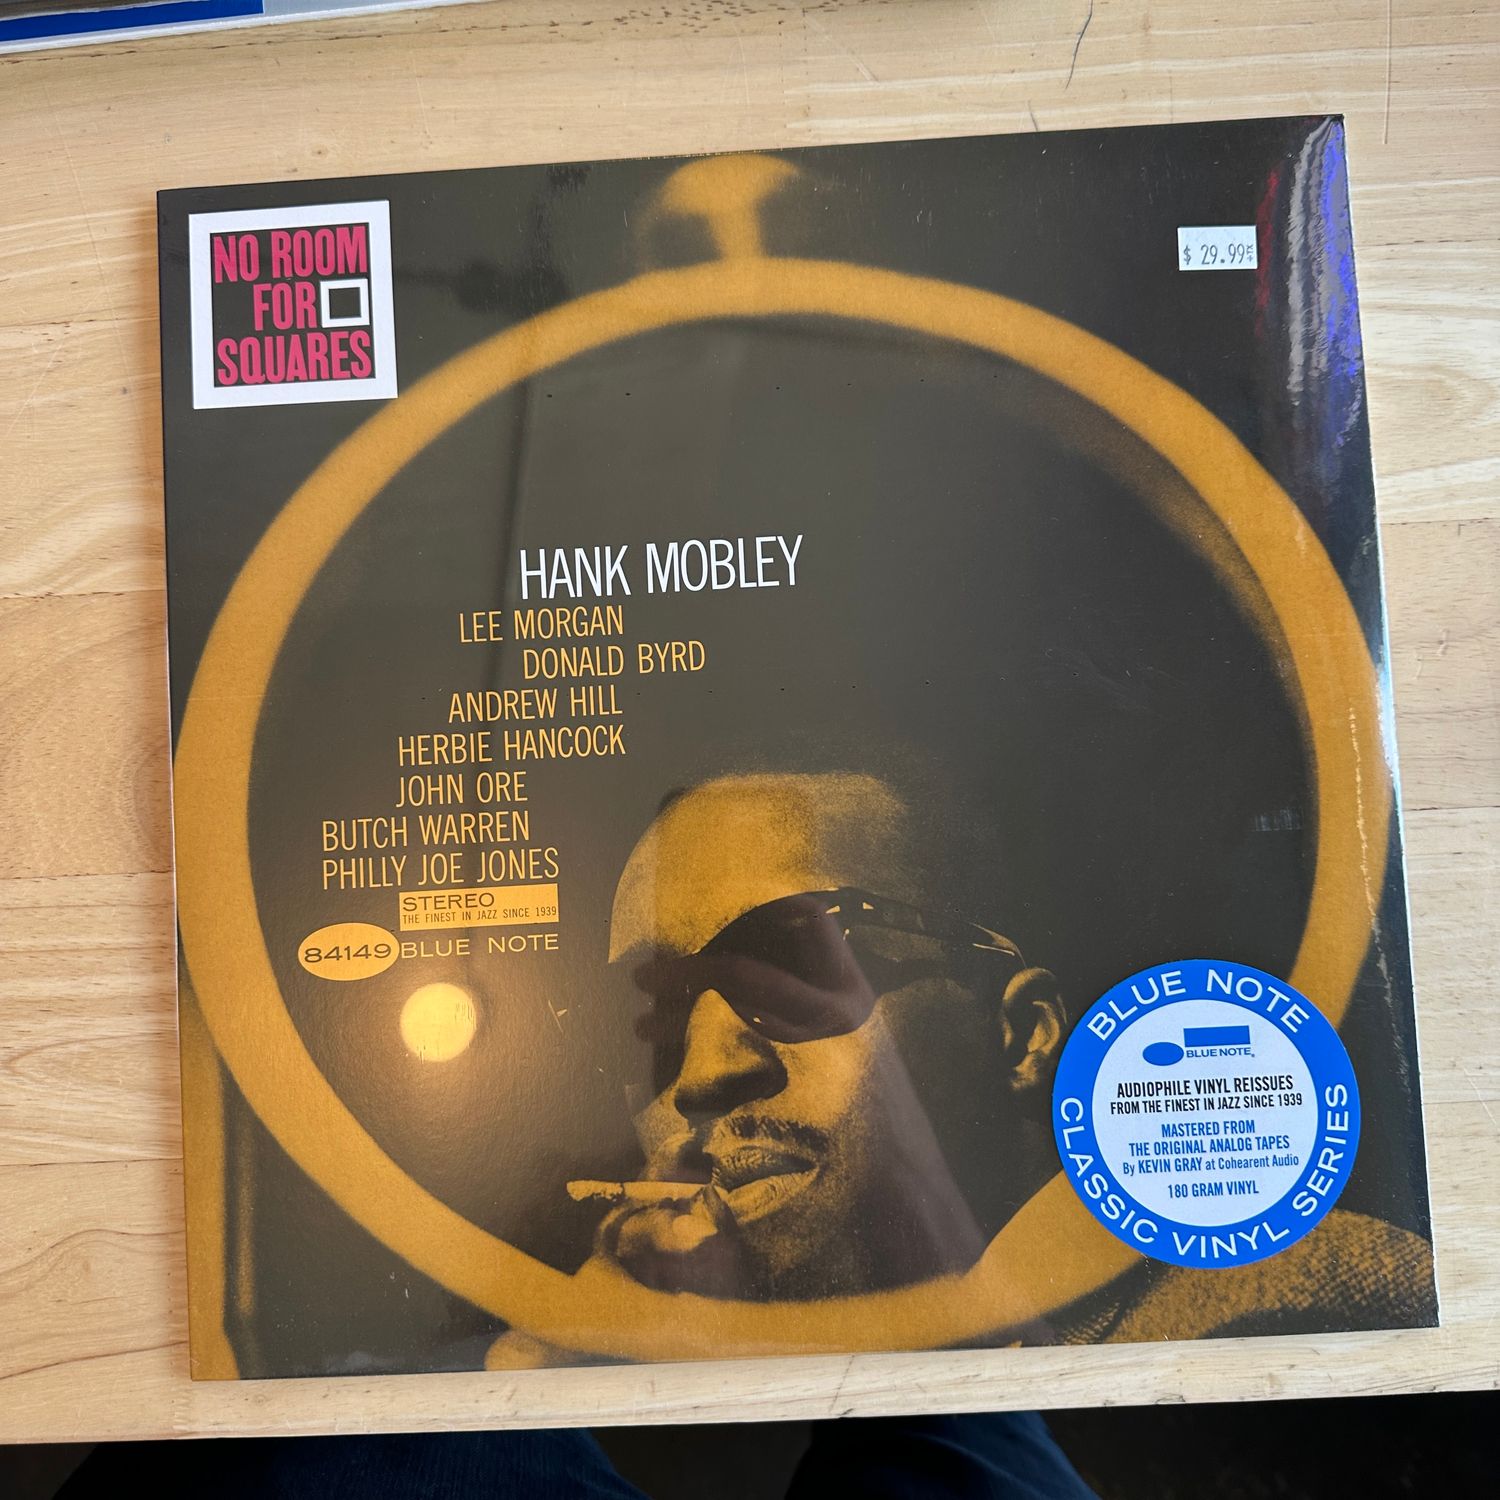 NO ROOM
FOR
SQUARES
$ 29.99
HANK MOBLEY
LEE MORGAN
DONALD BYRD
ANDREW HILL
HERBIE HANCOCK
JOHN ORE
BUTCH WARREN
PHILLY JOE JONES
STEREO
THE FINEST IN JAZZ SINCE 1939
84149 BLUE NOTE
BLUE NOTE
BLUE NOTE
AUDIOPHILE VINYL REISSUES
FROM THE FINEST IN JAZZ SINCE 1939
MASTERED FROM
THE ORIGINAL ANALOG TAPES
By KEVIN GRAY at Cohearent Audio
180 GRAM VINYL
CLASSIC VINYL SERIES